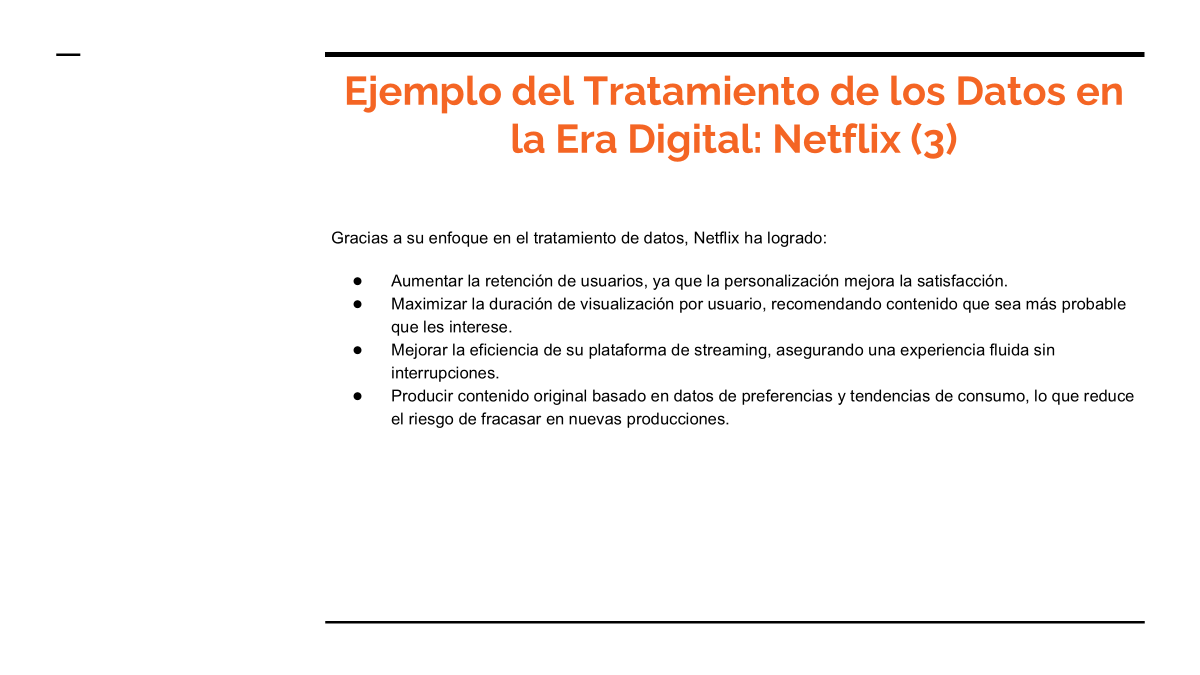 Ejemplo del Tratamiento de los Datos en
la Era Digital: Netflix (3)
Gracias a su enfoque en el tratamiento de datos, Netflix ha logrado:
● Aumentar la retención de usuarios, ya que la personalización mejora la satisfacción.
● Maximizar la duración de visualización por usuario, recomendando contenido que sea más probable
que les interese.
● Mejorar la eficiencia de su plataforma de streaming, asegurando una experiencia fluida sin
interrupciones.
● Producir contenido original basado en datos de preferencias y tendencias de consumo, lo que reduce
el riesgo de fracasar en nuevas producciones.